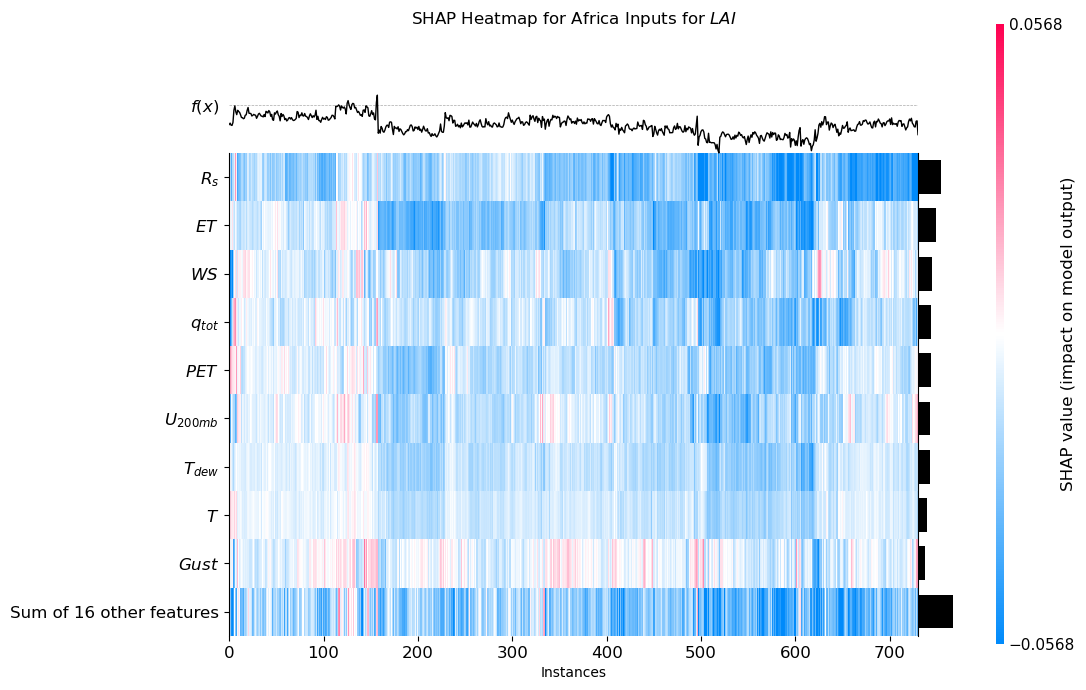 SHAP Heatmap for Africa Inputs for LAI
0.0568
f(x)
R_s
ET
WS
q_tot
PET
U_200mb
T_dew
T
Gust
Sum of 16 other features
0 100 200 300 400 500 600 700
Instances
−0.0568
SHAP value (impact on model output)